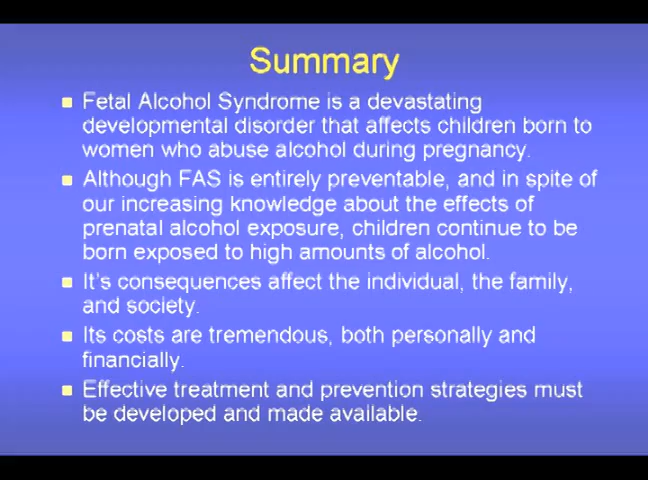 Summary
Fetal Alcohol Syndrome is a devastating
developmental disorder that affects children born to
women who abuse alcohol during pregnancy.
Although FAS is entirely preventable, and in spite of
our increasing knowledge about the effects of
prenatal alcohol exposure, children continue to be
born exposed to high amounts of alcohol.
It's consequences affect the individual, the family,
and society.
Its costs are tremendous, both personally and
financially.
Effective treatment and prevention strategies must
be developed and made available.